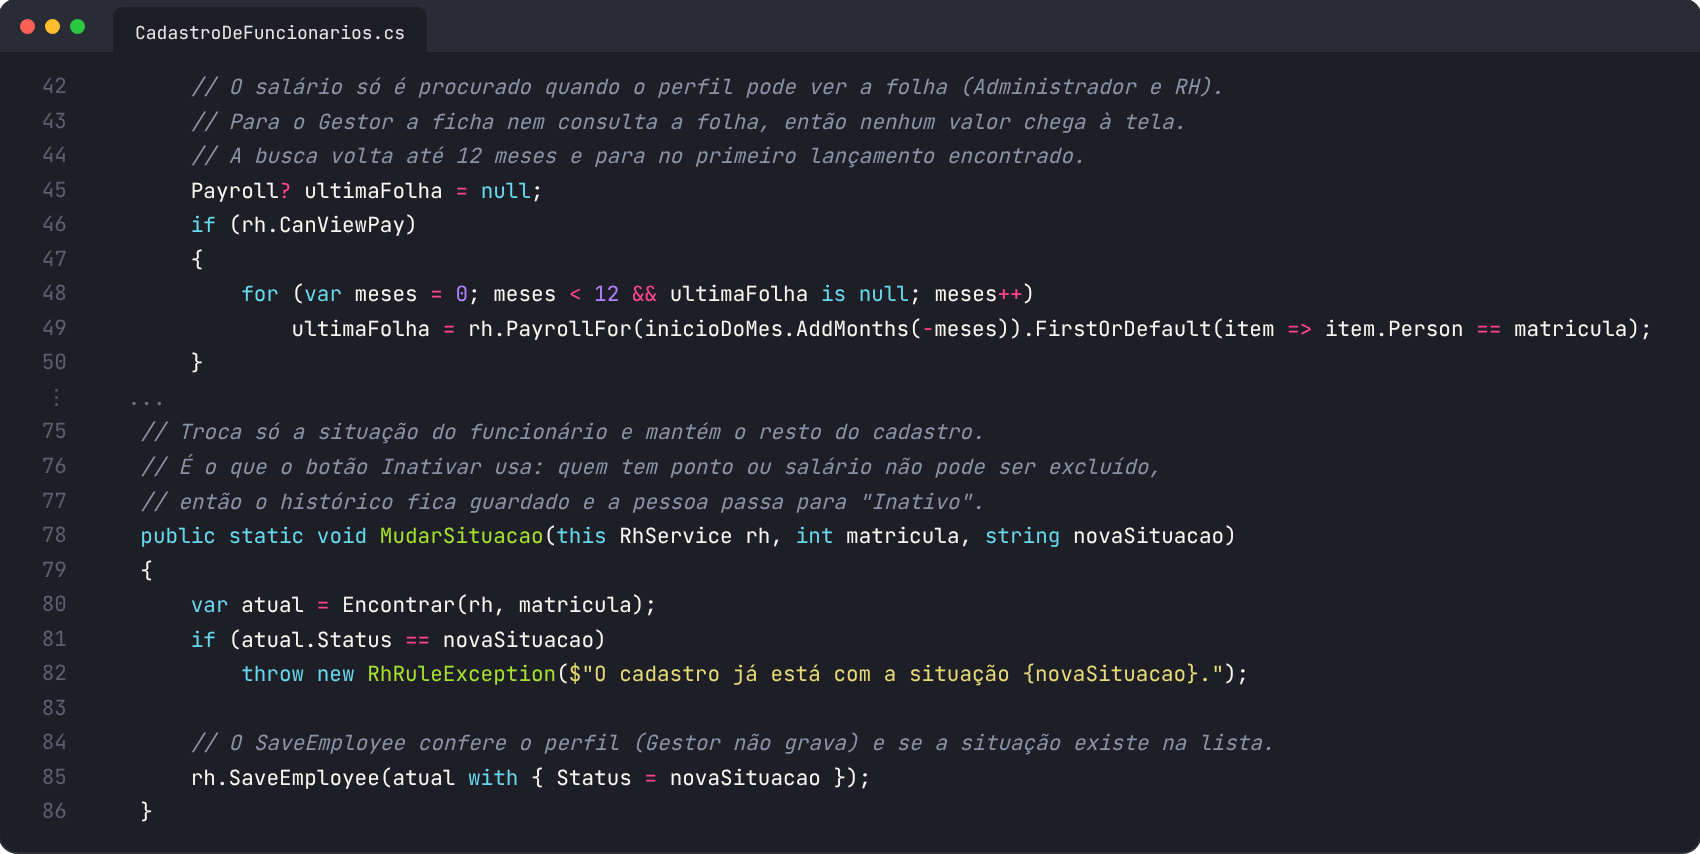 CadastroDeFuncionarios.cs
42 // O salário só é procurado quando o perfil pode ver a folha (Administrador e RH).
43 // Para o Gestor a ficha nem consulta a folha, então nenhum valor chega à tela.
44 // A busca volta até 12 meses e para no primeiro lançamento encontrado.
45 Payroll? ultimaFolha = null;
46 if (rh.CanViewPay)
47 {
48 for (var meses = 0; meses < 12 && ultimaFolha is null; meses++)
49 ultimaFolha = rh.PayrollFor(inicioDoMes.AddMonths(-meses)).FirstOrDefault(item => item.Person == matricula);
50 }
⋮ ...
75 // Troca só a situação do funcionário e mantém o resto do cadastro.
76 // É o que o botão Inativar usa: quem tem ponto ou salário não pode ser excluído,
77 // então o histórico fica guardado e a pessoa passa para "Inativo".
78 public static void MudarSituacao(this RhService rh, int matricula, string novaSituacao)
79 {
80 var atual = Encontrar(rh, matricula);
81 if (atual.Status == novaSituacao)
82 throw new RhRuleException($"O cadastro já está com a situação {novaSituacao}.");
83
84 // O SaveEmployee confere o perfil (Gestor não grava) e se a situação existe na lista.
85 rh.SaveEmployee(atual with { Status = novaSituacao });
86 }